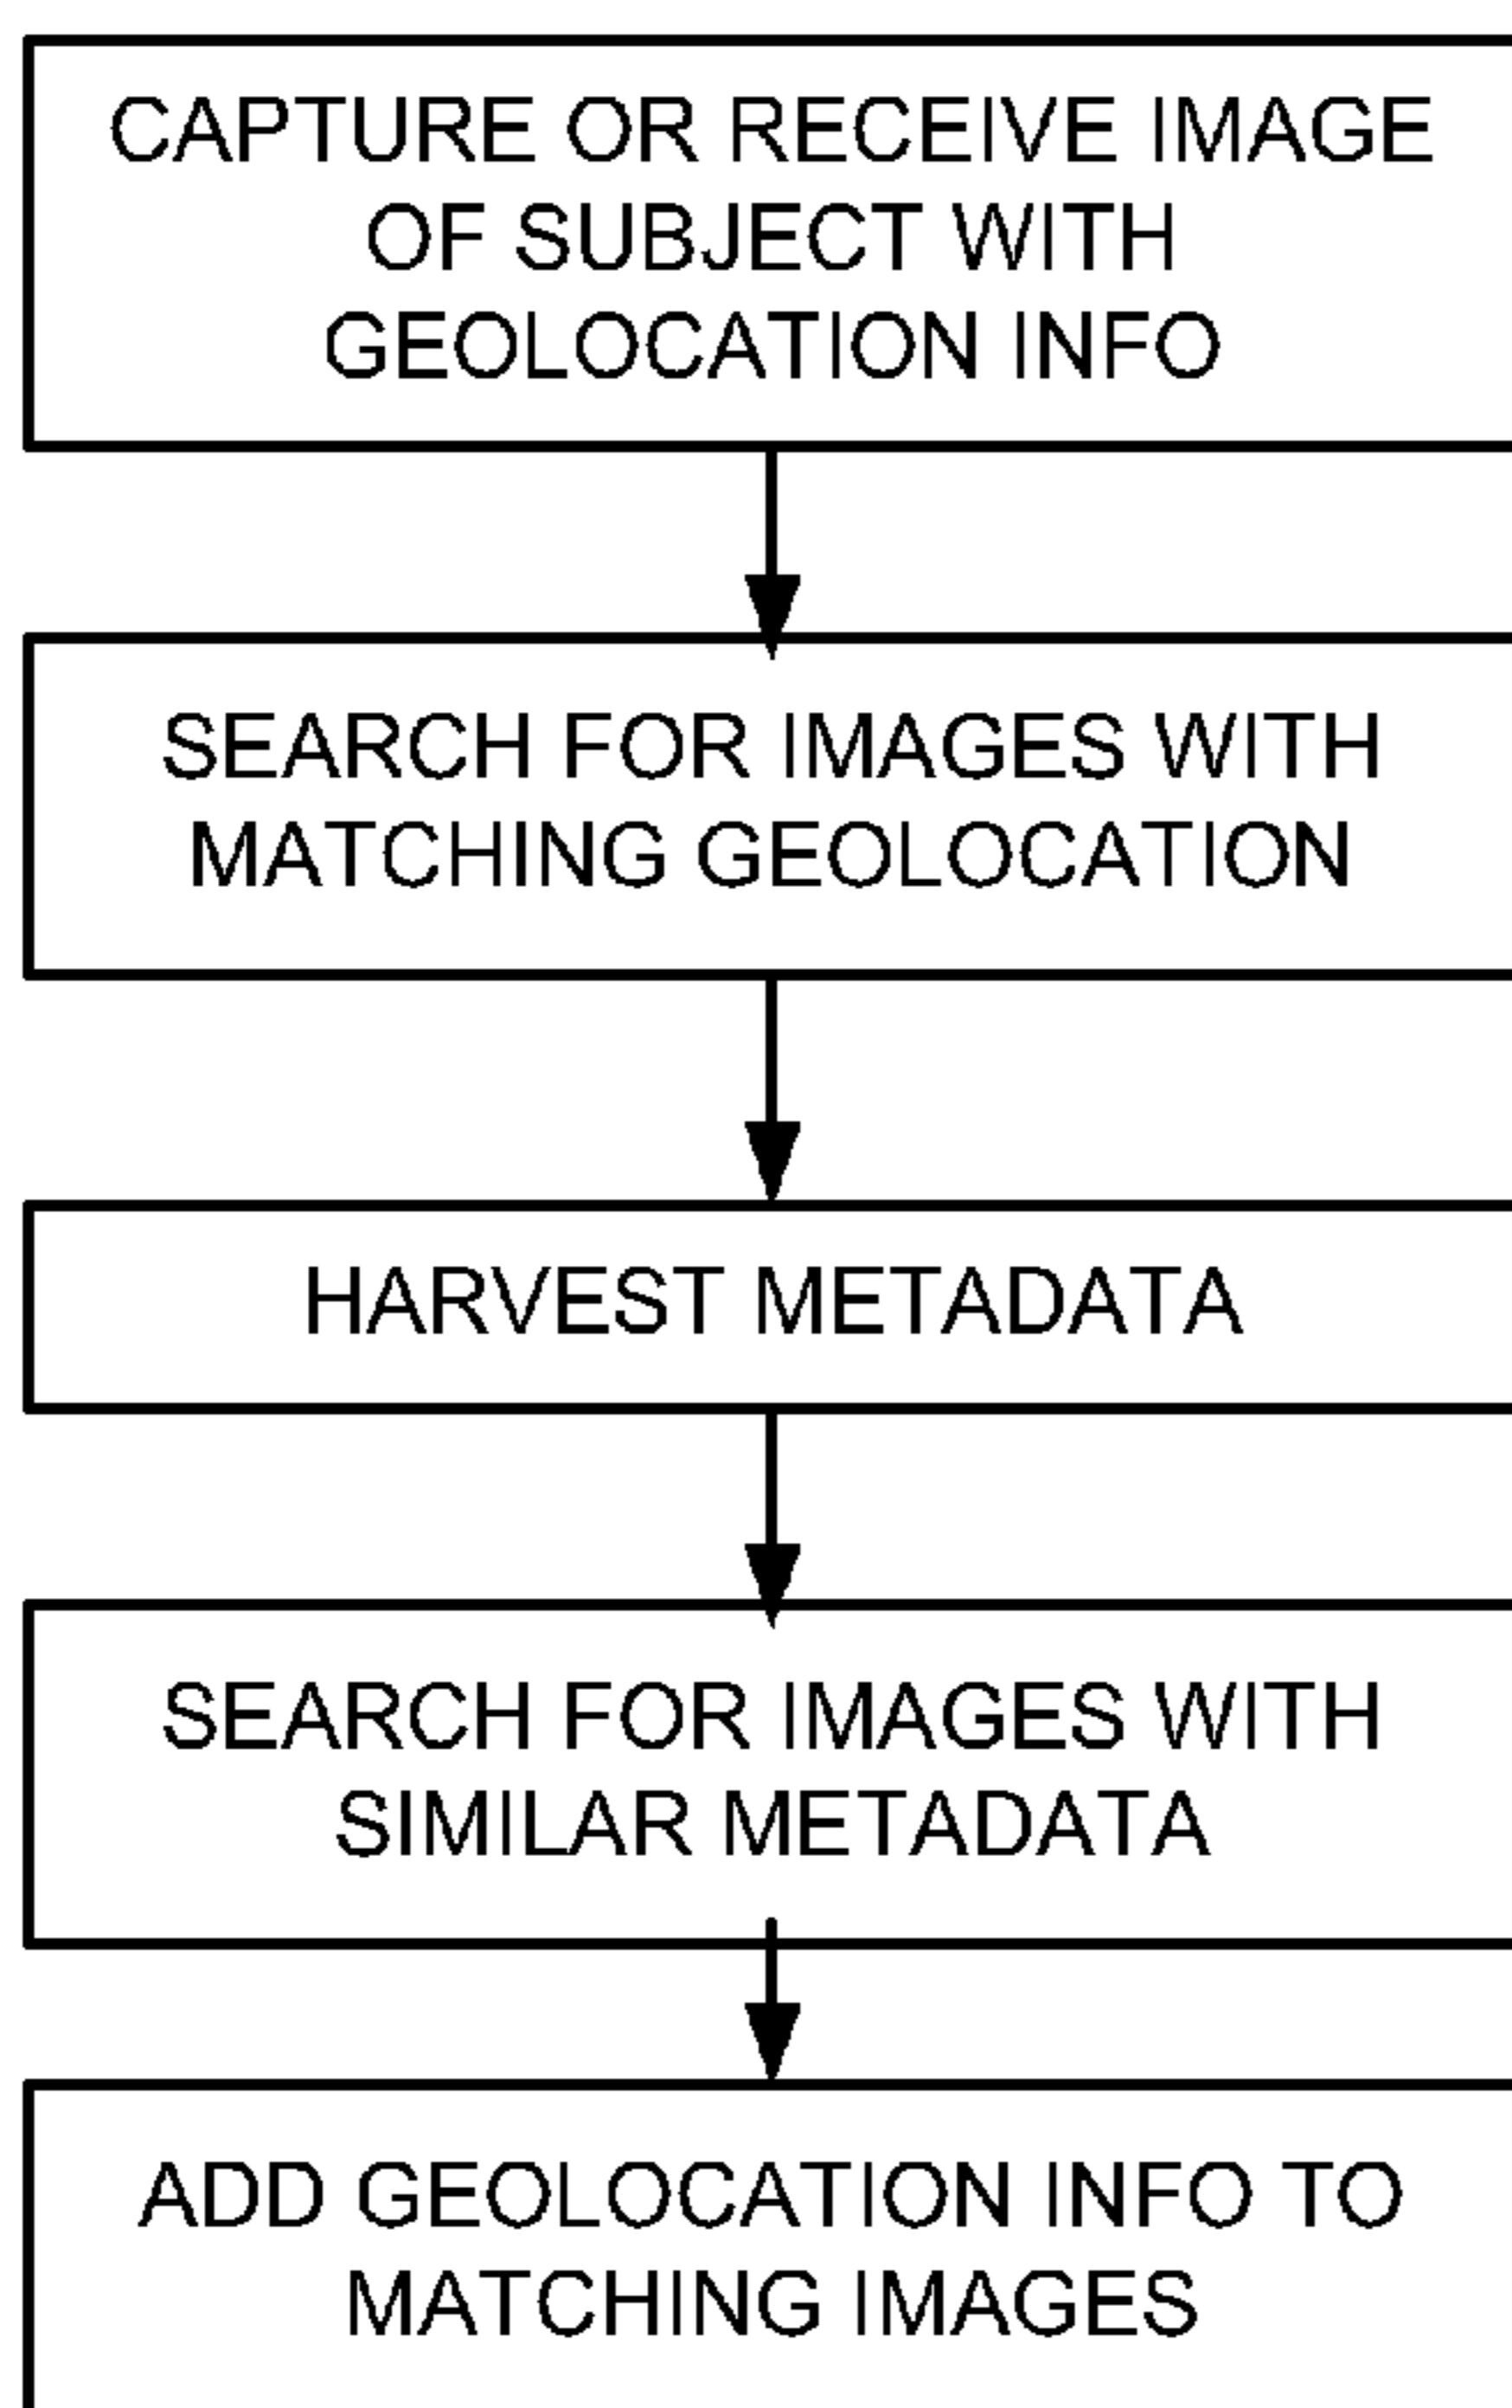 CAPTURE OR RECEIVE IMAGE
OF SUBJECT WITH
GEOLOCATION INFO
SEARCH FOR IMAGES WITH
MATCHING GEOLOCATION
HARVEST METADATA
SEARCH FOR IMAGES WITH
SIMILAR METADATA
ADD GEOLOCATION INFO TO
MATCHING IMAGES